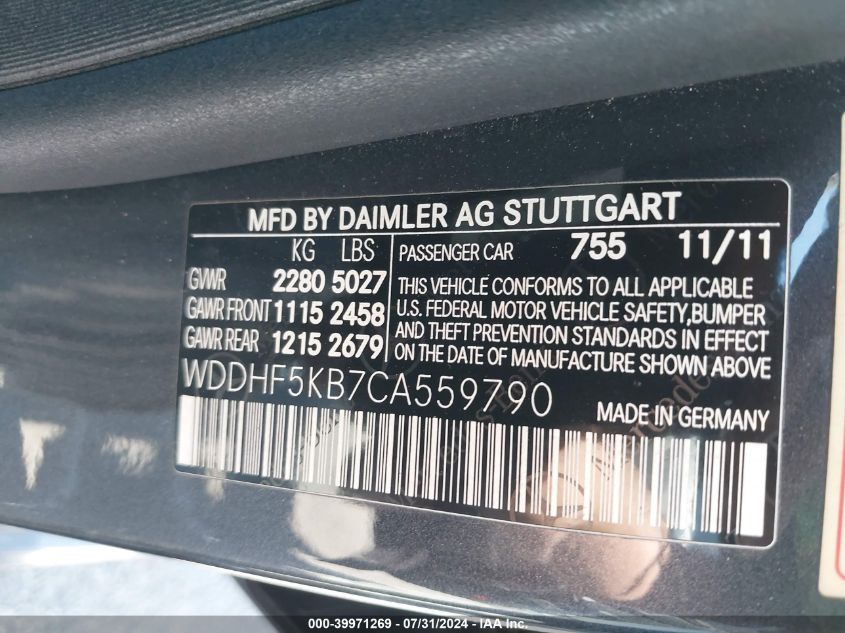 MFD BY DAIMLER AG STUTTGART
KG LBS
GVWR 2280 5027
GAWR FRONT 1115 2458
GAWR REAR 1215 2679
PASSENGER CAR 755 11/11
THIS VEHICLE CONFORMS TO ALL APPLICABLE
U.S. FEDERAL MOTOR VEHICLE SAFETY,BUMPER
AND THEFT PREVENTION STANDARDS IN EFFECT
ON THE DATE OF MANUFACTURE SHOWN ABOVE
WDDHF5KB7CA559790
MADE IN GERMANY
000-39971269 - 07/31/2024 - IAA Inc.